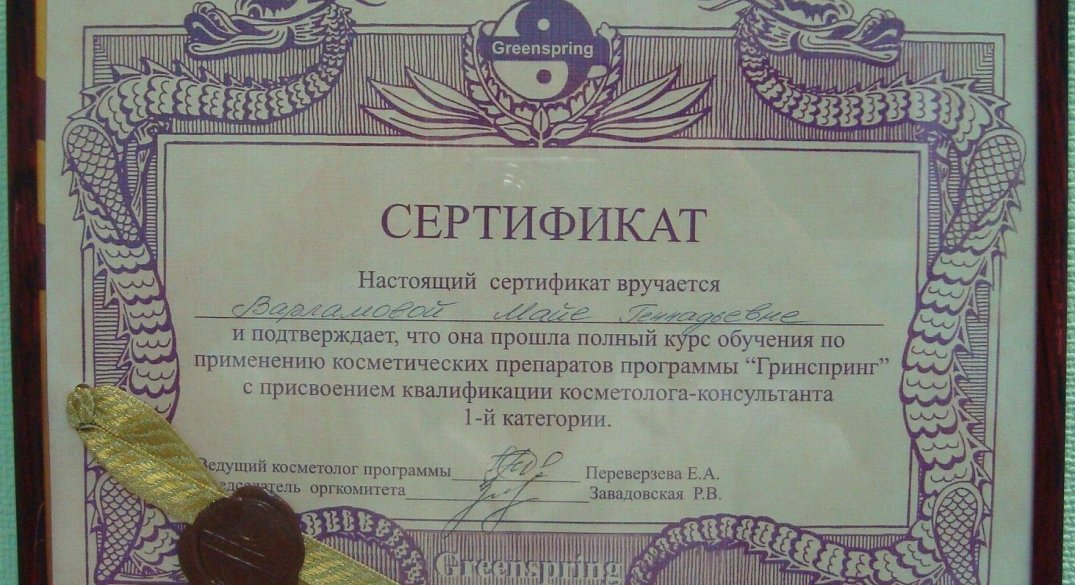 Greenspring
СЕРТИФИКАТ
Настоящий сертификат вручается
Варламовой Майе Геннадьевне
и подтверждает, что она прошла полный курс обучения по
применению косметических препаратов программы “Гринспринг”
с присвоением квалификации косметолога-консультанта
1-й категории.
Ведущий косметолог программы Переверзева Е.А.
оргкомитета Завадовская Р.В.
Greenspring